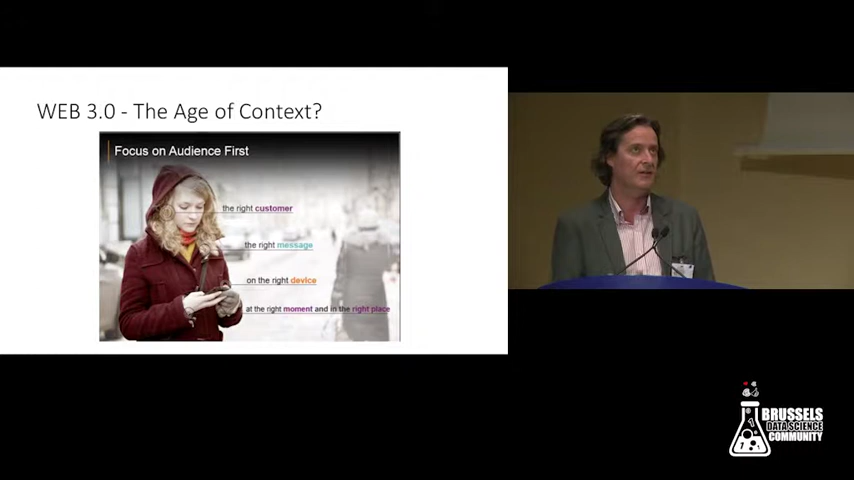 WEB 3.0 - The Age of Context?
Focus on Audience First
the right customer
the right message
on the right device
at the right moment and in the right place
BRUSSELS
DATA SCIENCE
COMMUNITY